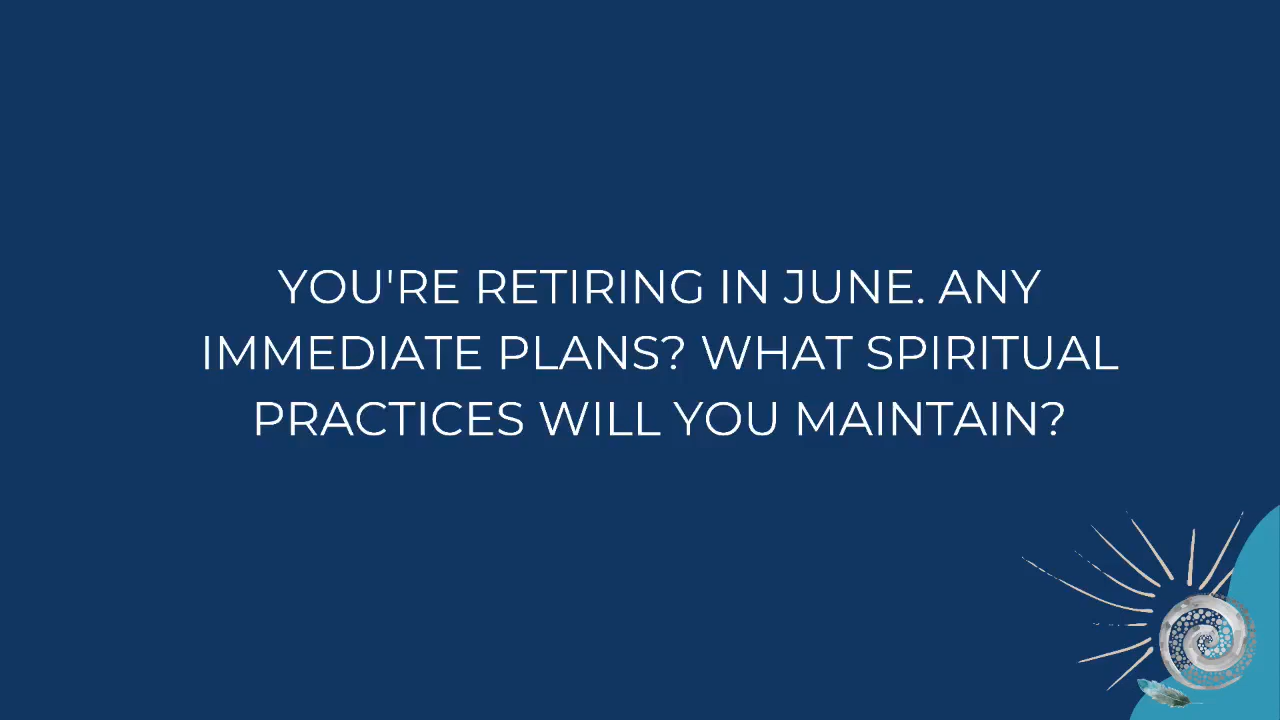 YOU'RE RETIRING IN JUNE. ANY
IMMEDIATE PLANS? WHAT SPIRITUAL
PRACTICES WILL YOU MAINTAIN?